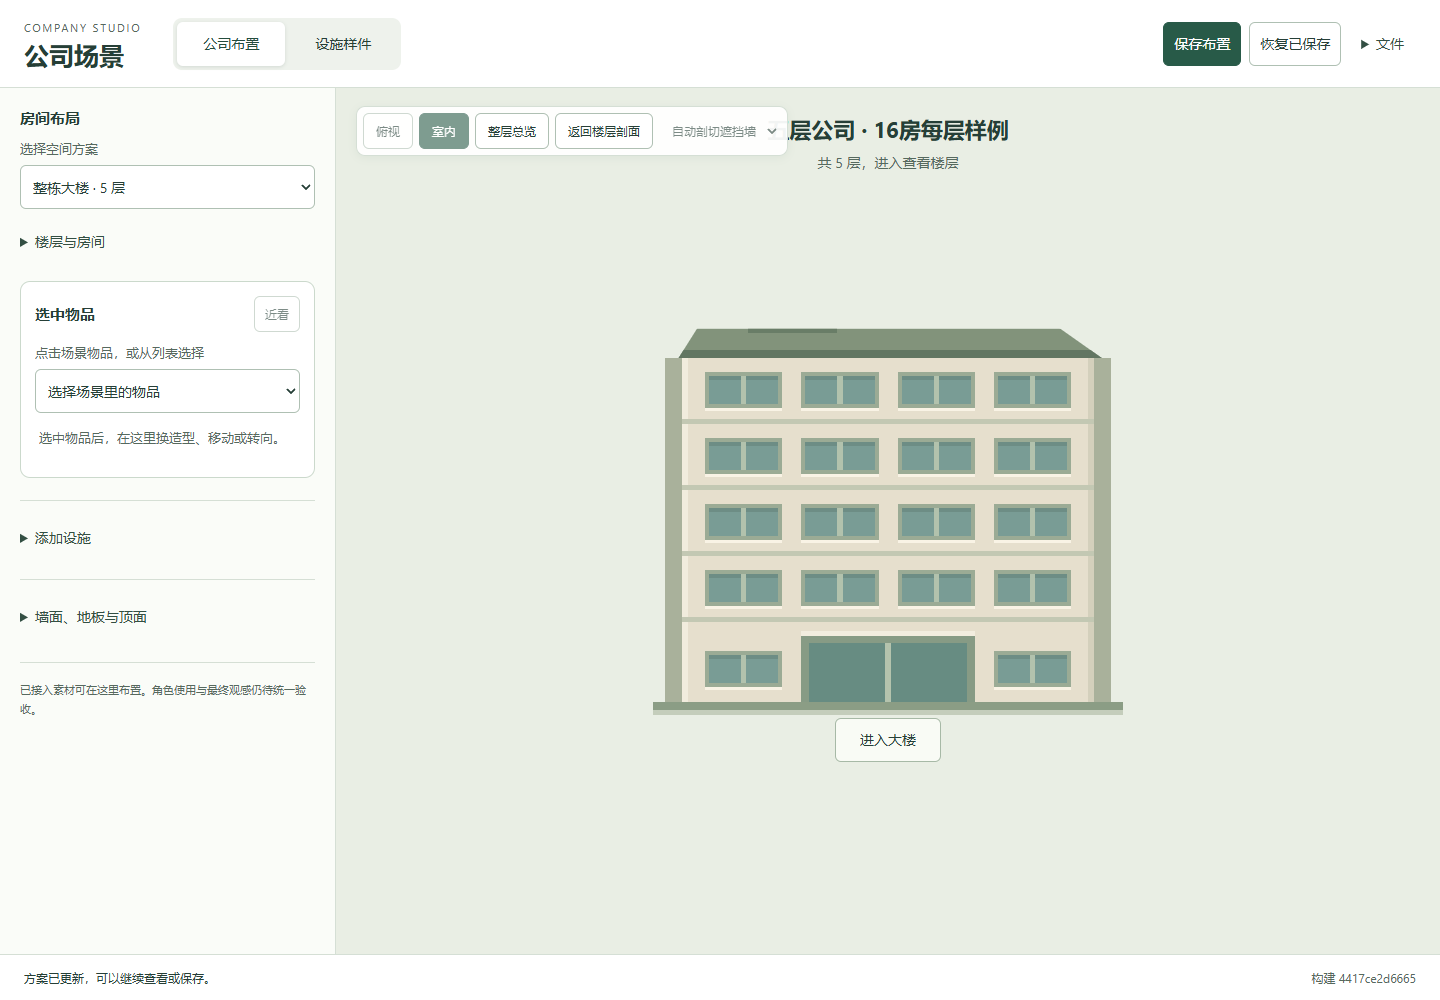 COMPANY STUDIO
公司场景
公司布置
设施样件
保存布置
恢复已保存
▶ 文件
房间布局
选择空间方案
整栋大楼 · 5 层
▶ 楼层与房间
选中物品
近看
点击场景物品，或从列表选择
选择场景里的物品
选中物品后，在这里换造型、移动或转向。
▶ 添加设施
▶ 墙面、地板与顶面
已接入素材可在这里布置。角色使用与最终观感仍待统一验
收。
俯视
室内
整层总览
返回楼层剖面
自动剖切遮挡墙
层公司 · 16房每层样例
共 5 层，进入查看楼层
进入大楼
方案已更新，可以继续查看或保存。
构建 4417ce2d6665